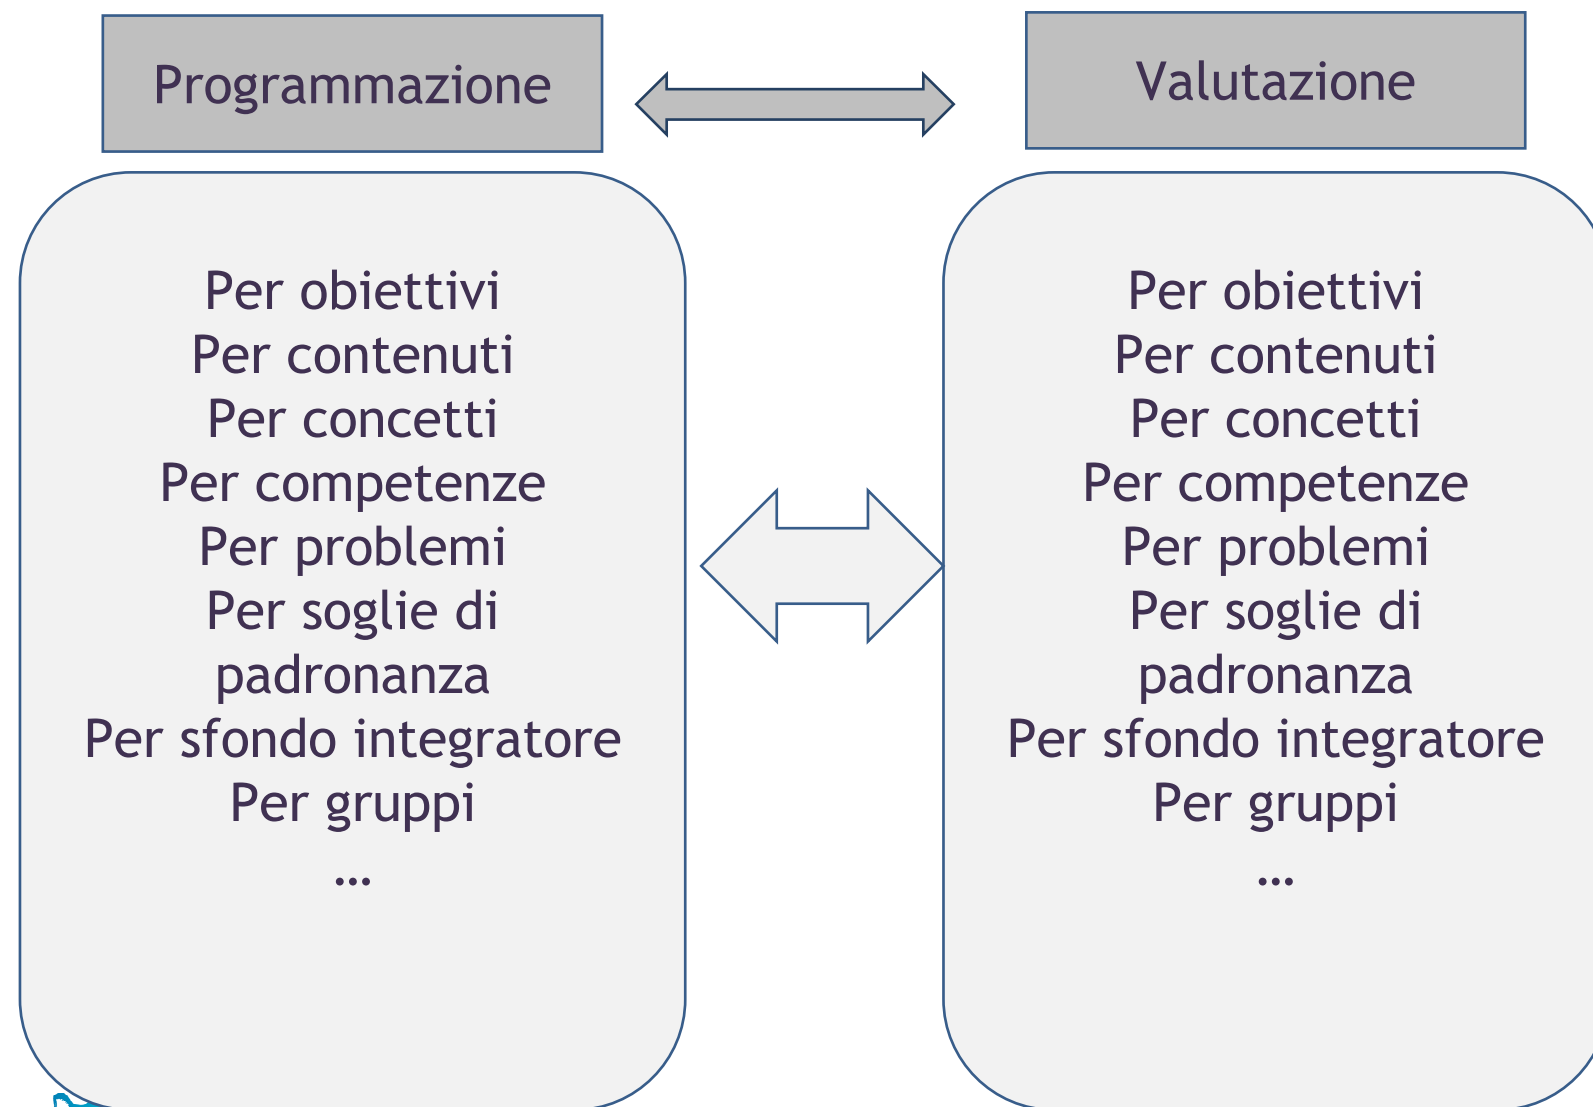 Programmazione
Valutazione
Per obiettivi
Per contenuti
Per concetti
Per competenze
Per problemi
Per soglie di
padronanza
Per sfondo integratore
Per gruppi
…
Per obiettivi
Per contenuti
Per concetti
Per competenze
Per problemi
Per soglie di
padronanza
Per sfondo integratore
Per gruppi
…